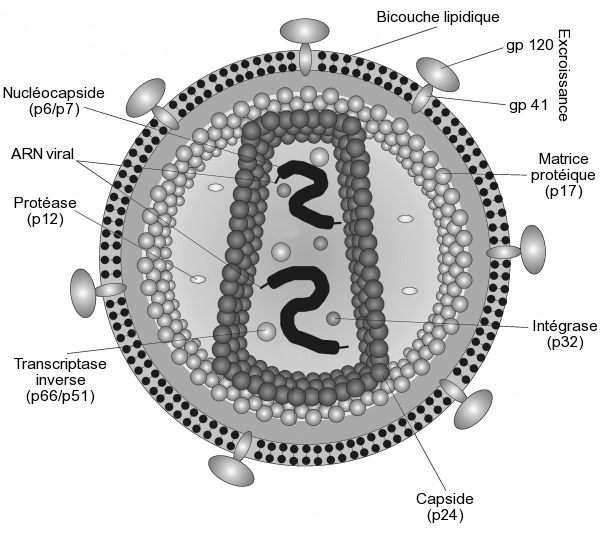 Bicouche lipidique
gp 120
Excroissance
gp 41
Nucléocapside
(p6/p7)
ARN viral
Protéase
(p12)
Matrice
protéique
(p17)
Intégrase
(p32)
Transcriptase
inverse
(p66/p51)
Capside
(p24)